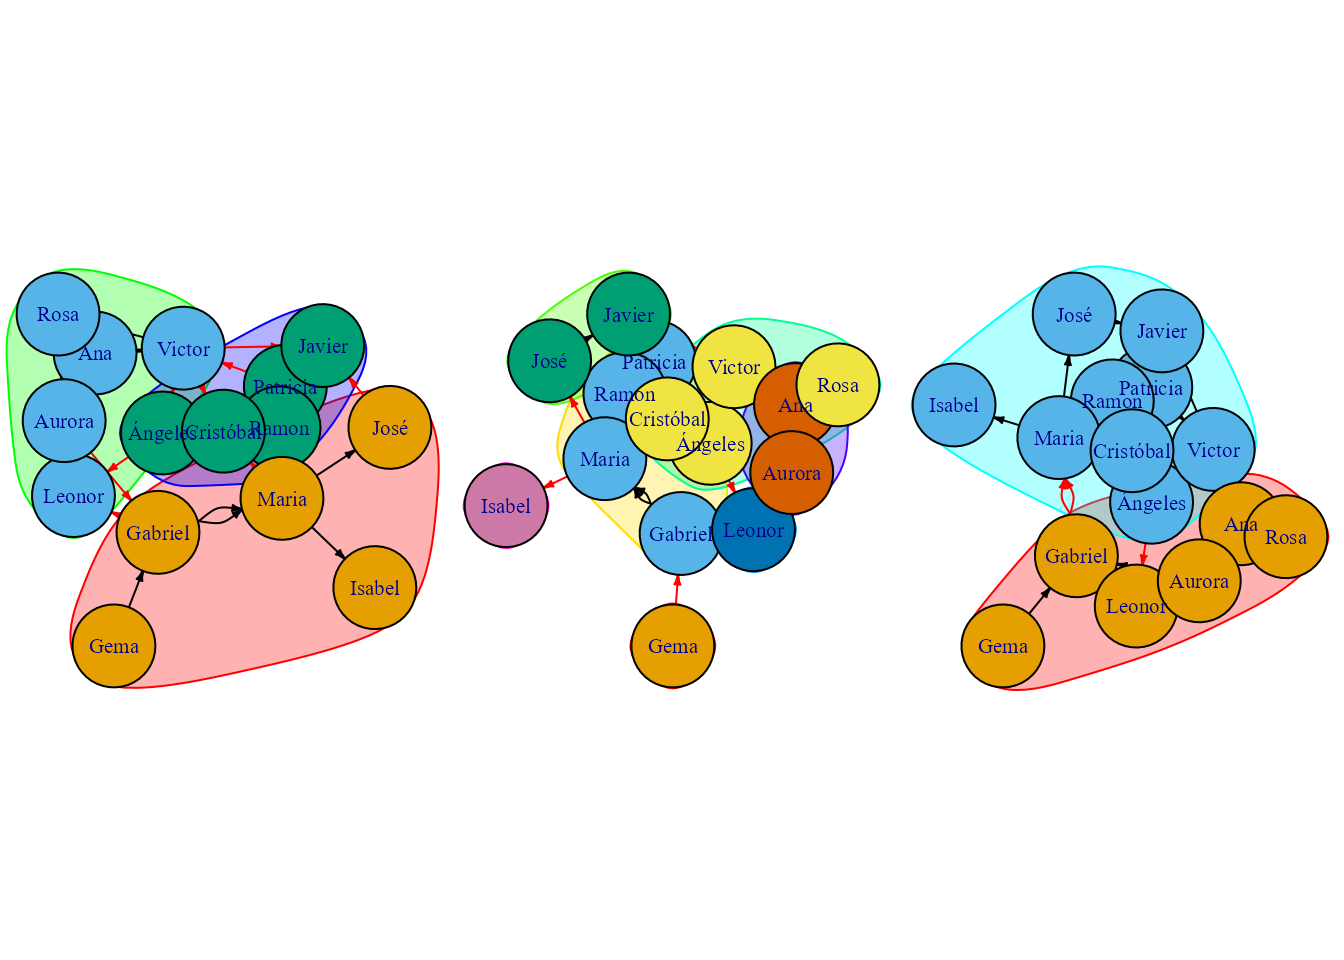 Rosa
Ana
Victor
Javier
Patricia
Aurora
Ángeles
Cristóbal
Ramon
José
Leonor
Gabriel
Maria
Isabel
Gema
Javier
José
Patricia
Victor
Ramon
Rosa
Ana
Cristóbal
Ángeles
Maria
Aurora
Isabel
Gabriel
Leonor
Gema
José
Javier
Patricia
Ramon
Isabel
Maria
Cristóbal
Victor
Ángeles
Ana
Rosa
Gabriel
Aurora
Leonor
Gema